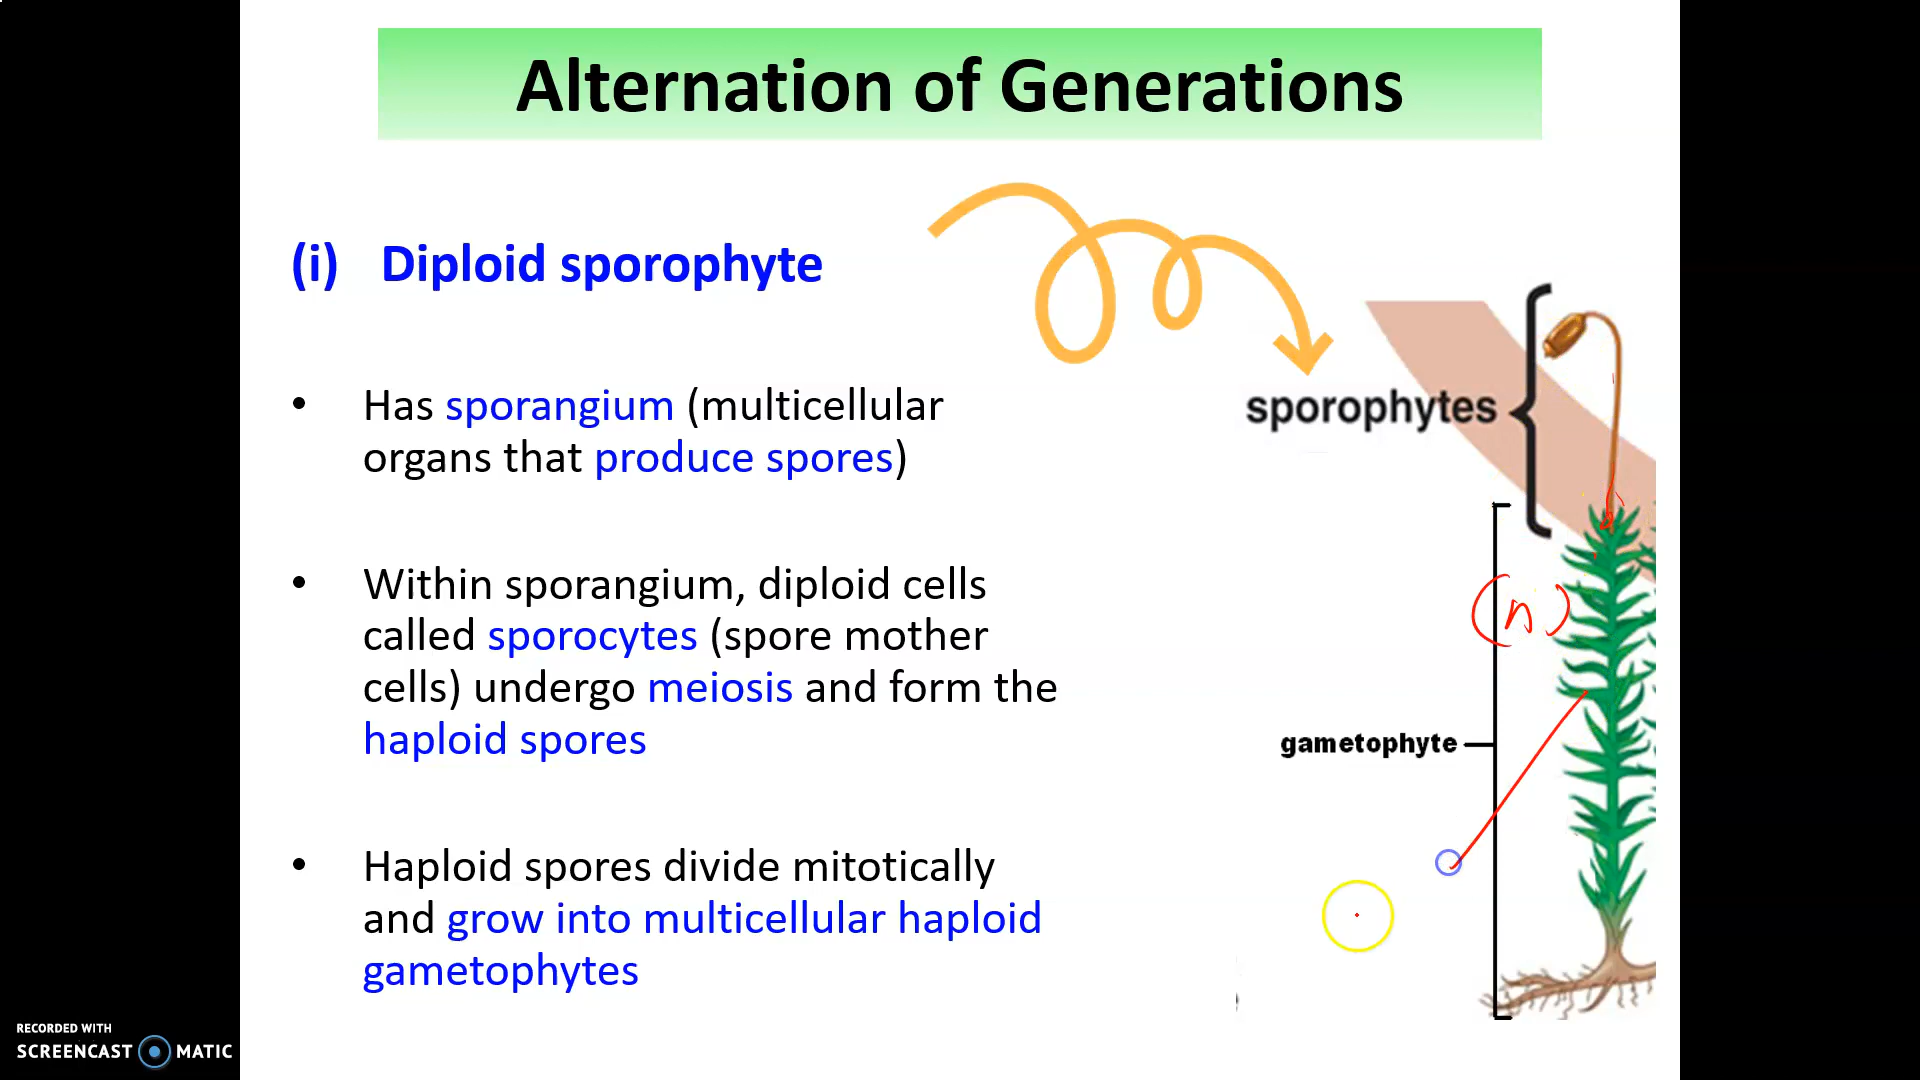 Alternation of Generations
(i) Diploid sporophyte
• Has sporangium (multicellular
organs that produce spores)
• Within sporangium, diploid cells
called sporocytes (spore mother
cells) undergo meiosis and form the
haploid spores
• Haploid spores divide mitotically
and grow into multicellular haploid
gametophytes
sporophytes
(n)
gametophyte
RECORDED WITH
SCREENCAST MATIC